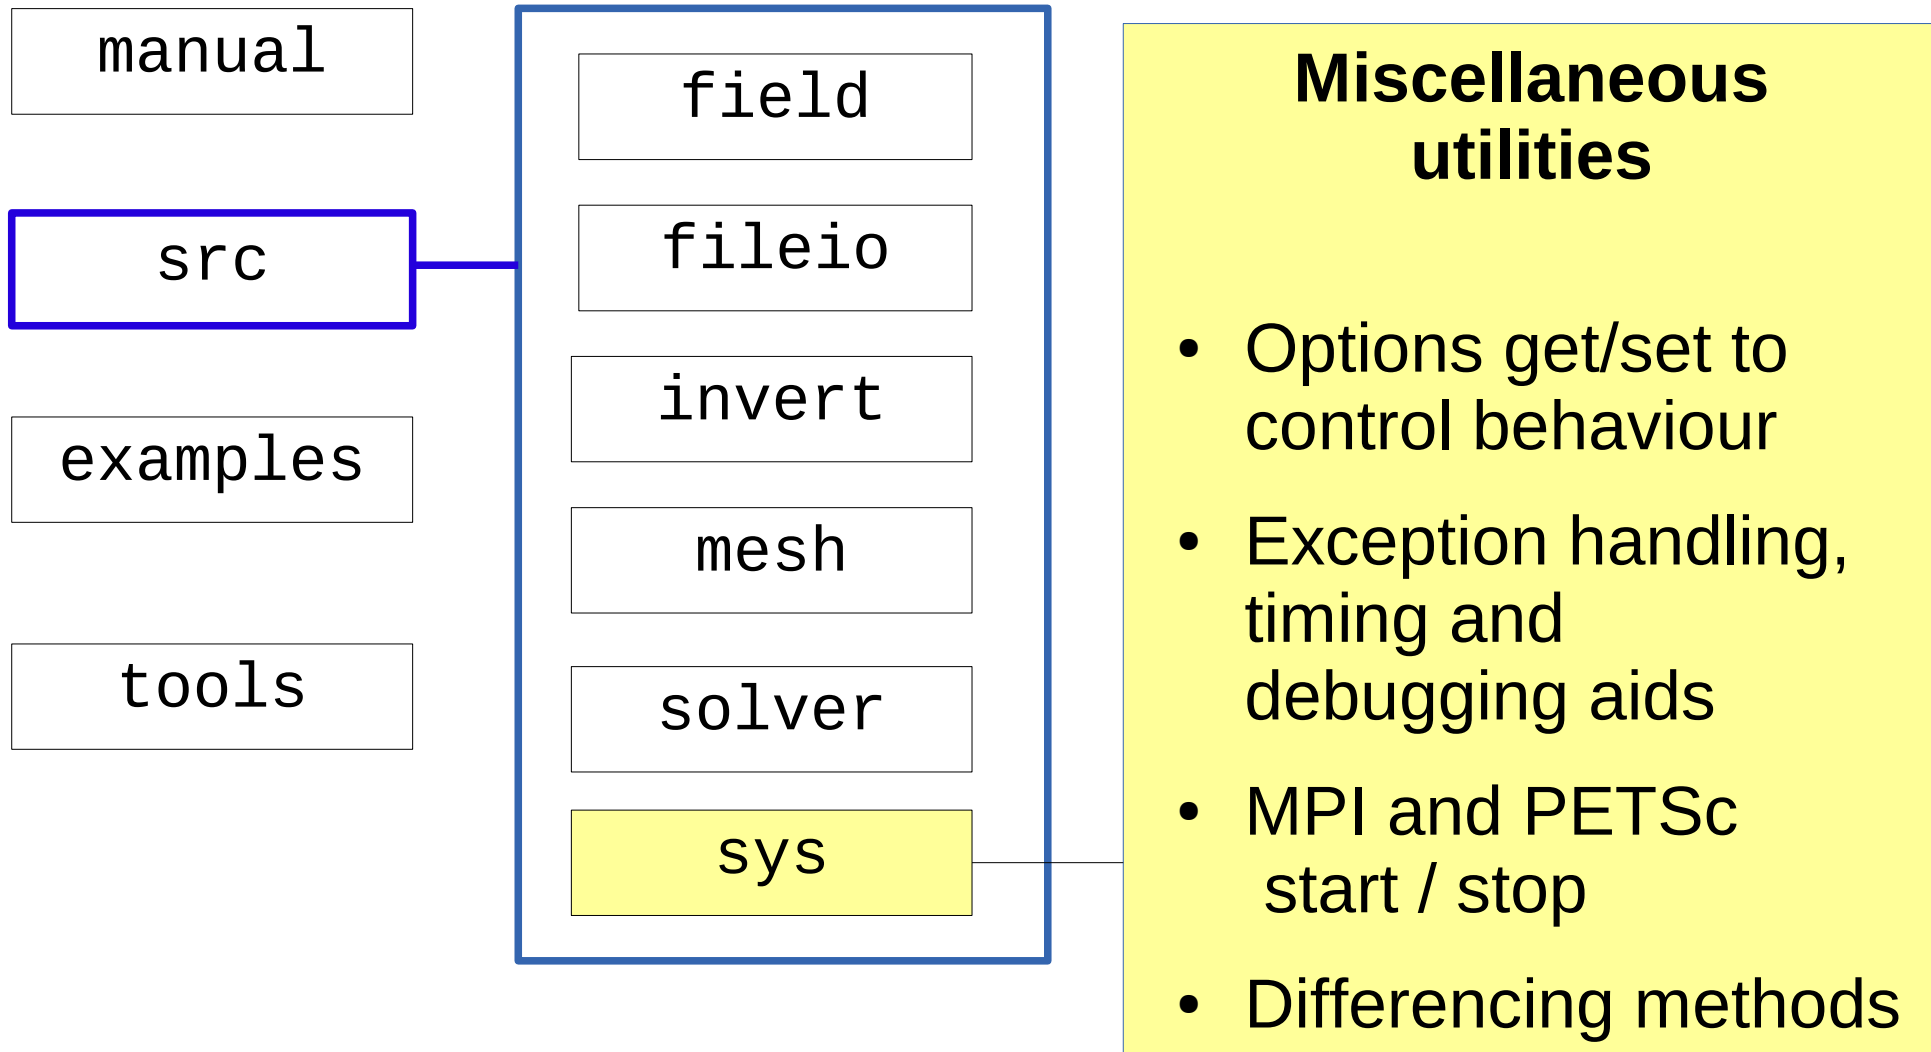 manual
src
examples
tools
field
fileio
invert
mesh
solver
sys
Miscellaneous
utilities
• Options get/set to
control behaviour
• Exception handling,
timing and
debugging aids
• MPI and PETSc
start / stop
• Differencing methods